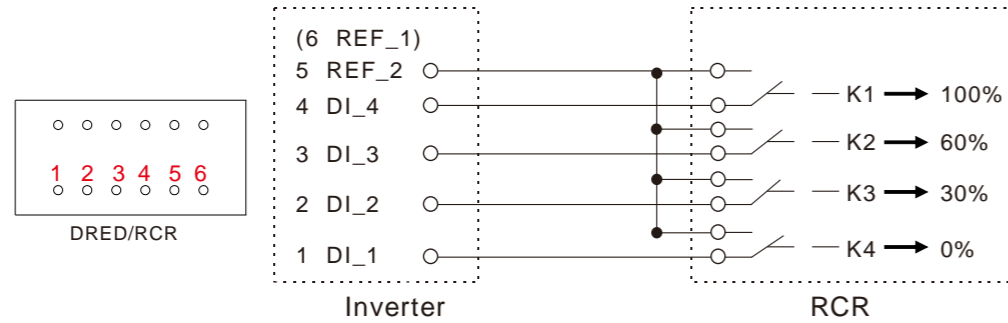 (6 REF_1)
5 REF_2
4 DI_4
3 DI_3
2 DI_2
1 DI_1
1 2 3 4 5 6
DRED/RCR
K1 100%
K2 60%
K3 30%
K4 0%
Inverter
RCR